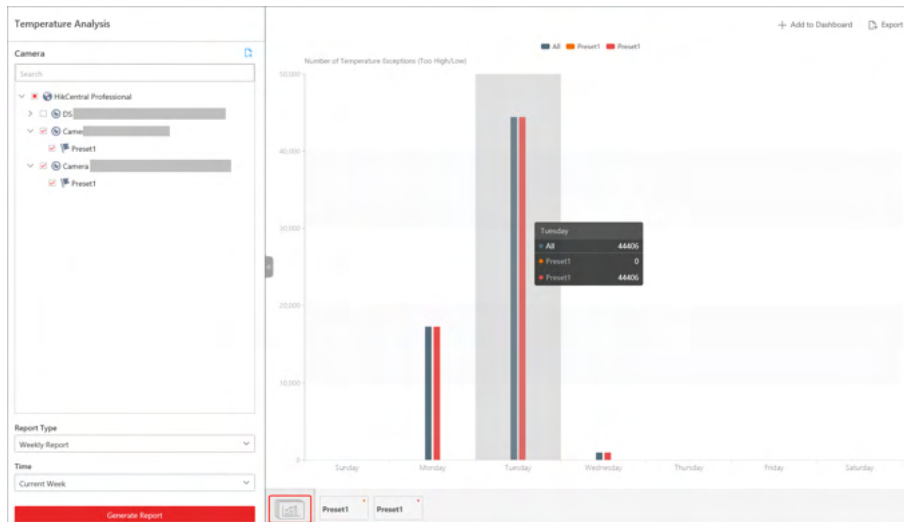 Temperature Analysis
Camera
Search
HikCentral Professional
DS
Came
Preset1
Camera
Preset1
Report Type
Weekly Report
Time
Current Week
Generate Report
Add to Dashboard
Export
All Preset1 Preset1
Number of Temperature Exceptions (Too High/Low)
50,000
40,000
30,000
20,000
10,000
0
Tuesday
All 44406
Preset1 0
Preset1 44406
Sunday Monday Tuesday Wednesday Thursday Friday Saturday
Preset1 Preset1